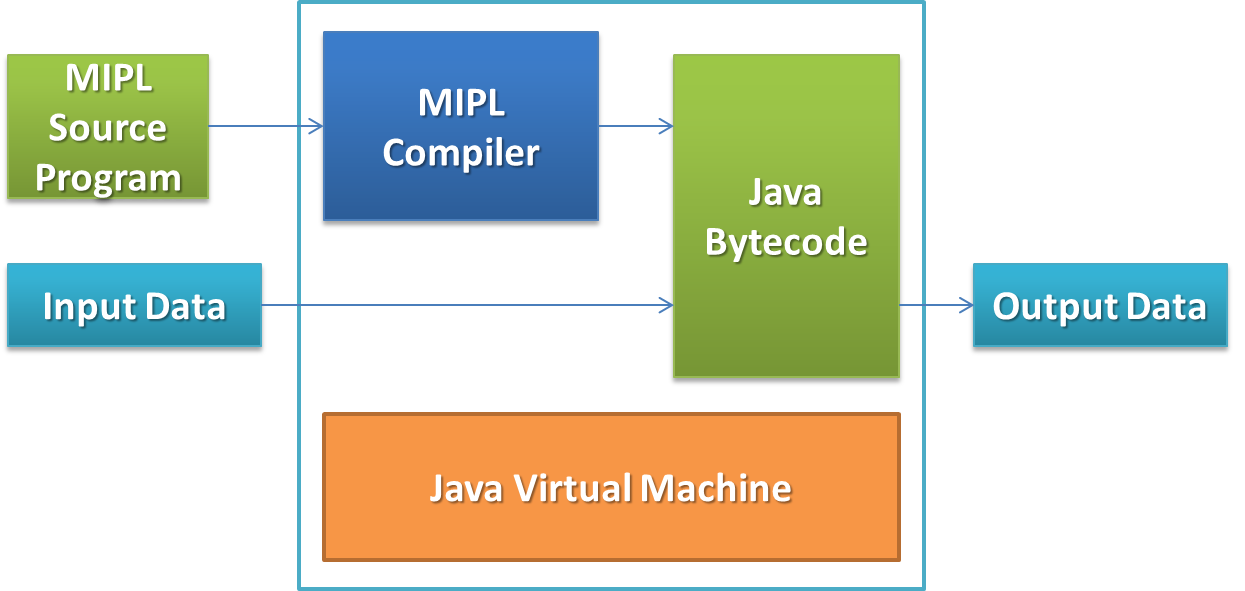 MIPL
Source
Program
MIPL
Compiler
Java
Bytecode
Input Data
Output Data
Java Virtual Machine